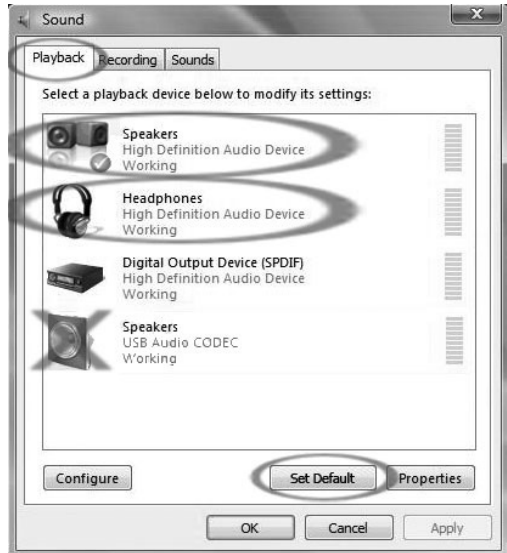 Sound
Playback Recording Sounds
Select a playback device below to modify its settings:
Speakers
High Definition Audio Device
Working
Headphones
High Definition Audio Device
Working
Digital Output Device (SPDIF)
High Definition Audio Device
Working
Speakers
USB Audio CODEC
Working
Configure Set Default Properties
OK Cancel Apply